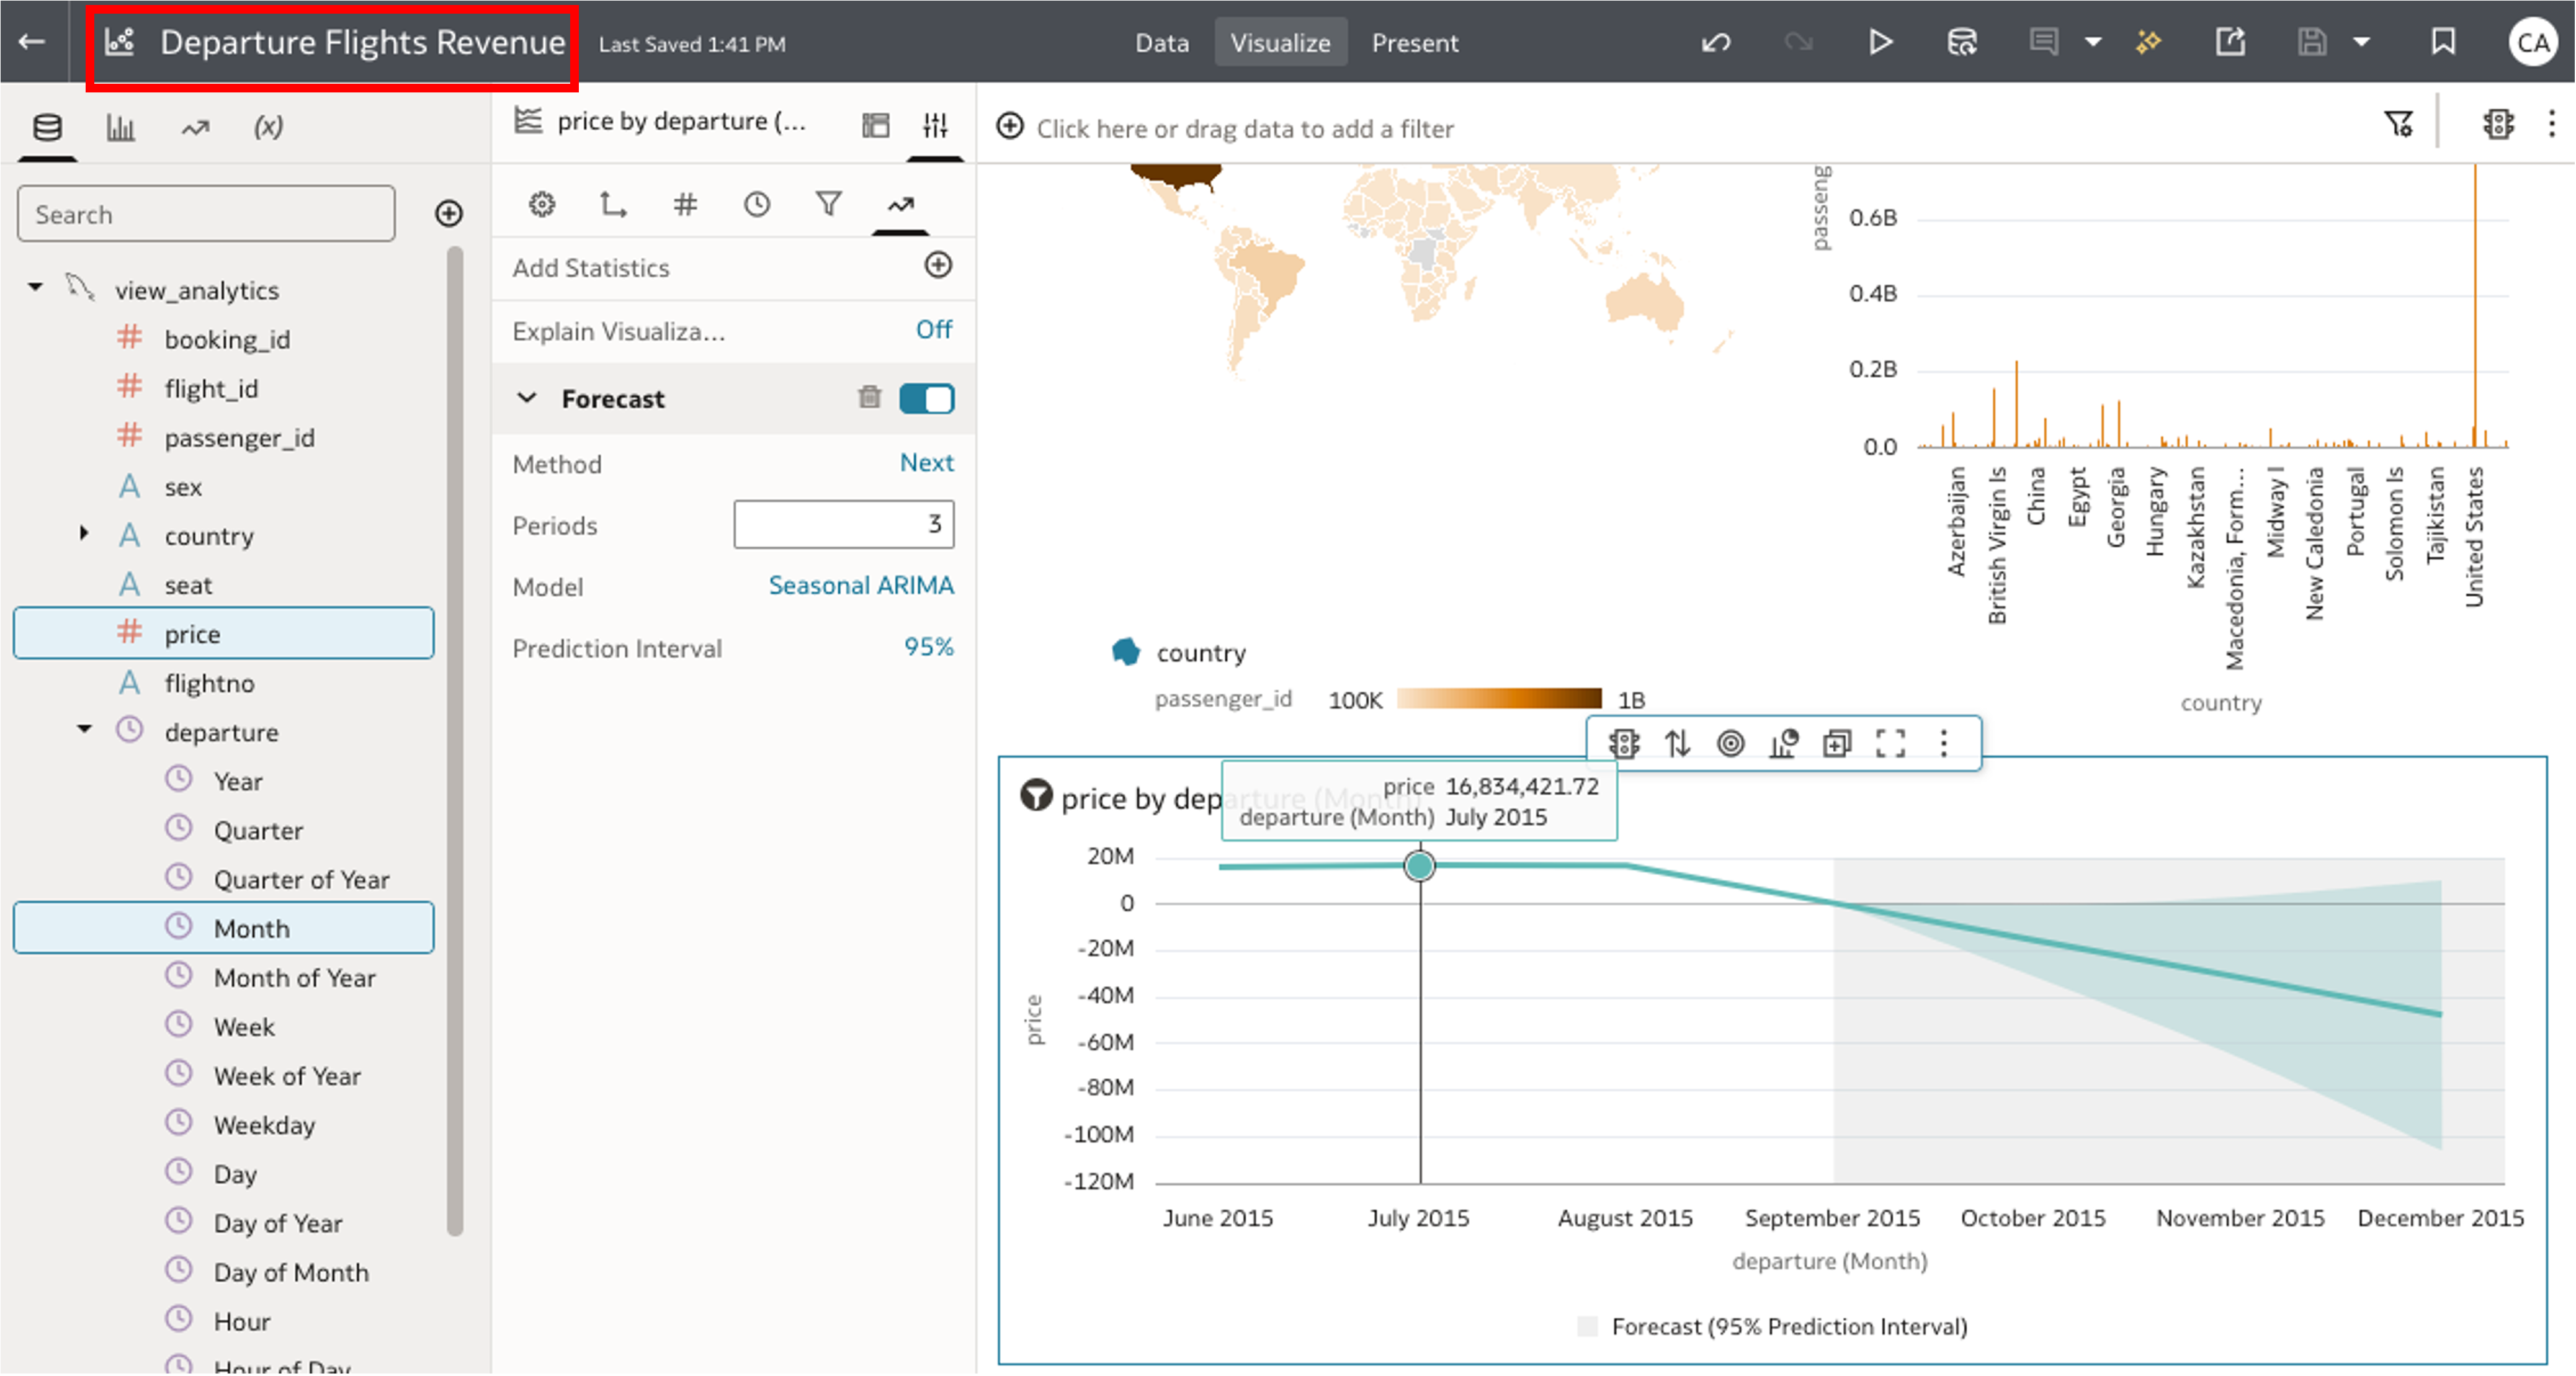 Departure Flights Revenue
Last Saved 1:41 PM
Data
Visualize
Present
CA
(x)
price by departure (...
Click here or drag data to add a filter
Search
view_analytics
booking_id
flight_id
passenger_id
A sex
A country
A seat
price
A flightno
departure
Year
Quarter
Quarter of Year
Month
Month of Year
Week
Week of Year
Weekday
Day
Day of Year
Day of Month
Hour
Hour of Day
Add Statistics
Explain Visualiza...
Off
Forecast
Method
Next
Periods
3
Model
Seasonal ARIMA
Prediction Interval
95%
country
passenger_id
100K
1B
passeng
0.6B
0.4B
0.2B
0.0
Azerbaijan
British Virgin Is
China
Egypt
Georgia
Hungary
Kazakhstan
Macedonia, Form...
Midway I
New Caledonia
Portugal
Solomon Is
Tajikistan
United States
country
price by departure (Month)
price 16,834,421.72
departure (Month) July 2015
20M
0
-20M
-40M
-60M
-80M
-100M
-120M
price
June 2015
July 2015
August 2015
September 2015
October 2015
November 2015
December 2015
departure (Month)
Forecast (95% Prediction Interval)